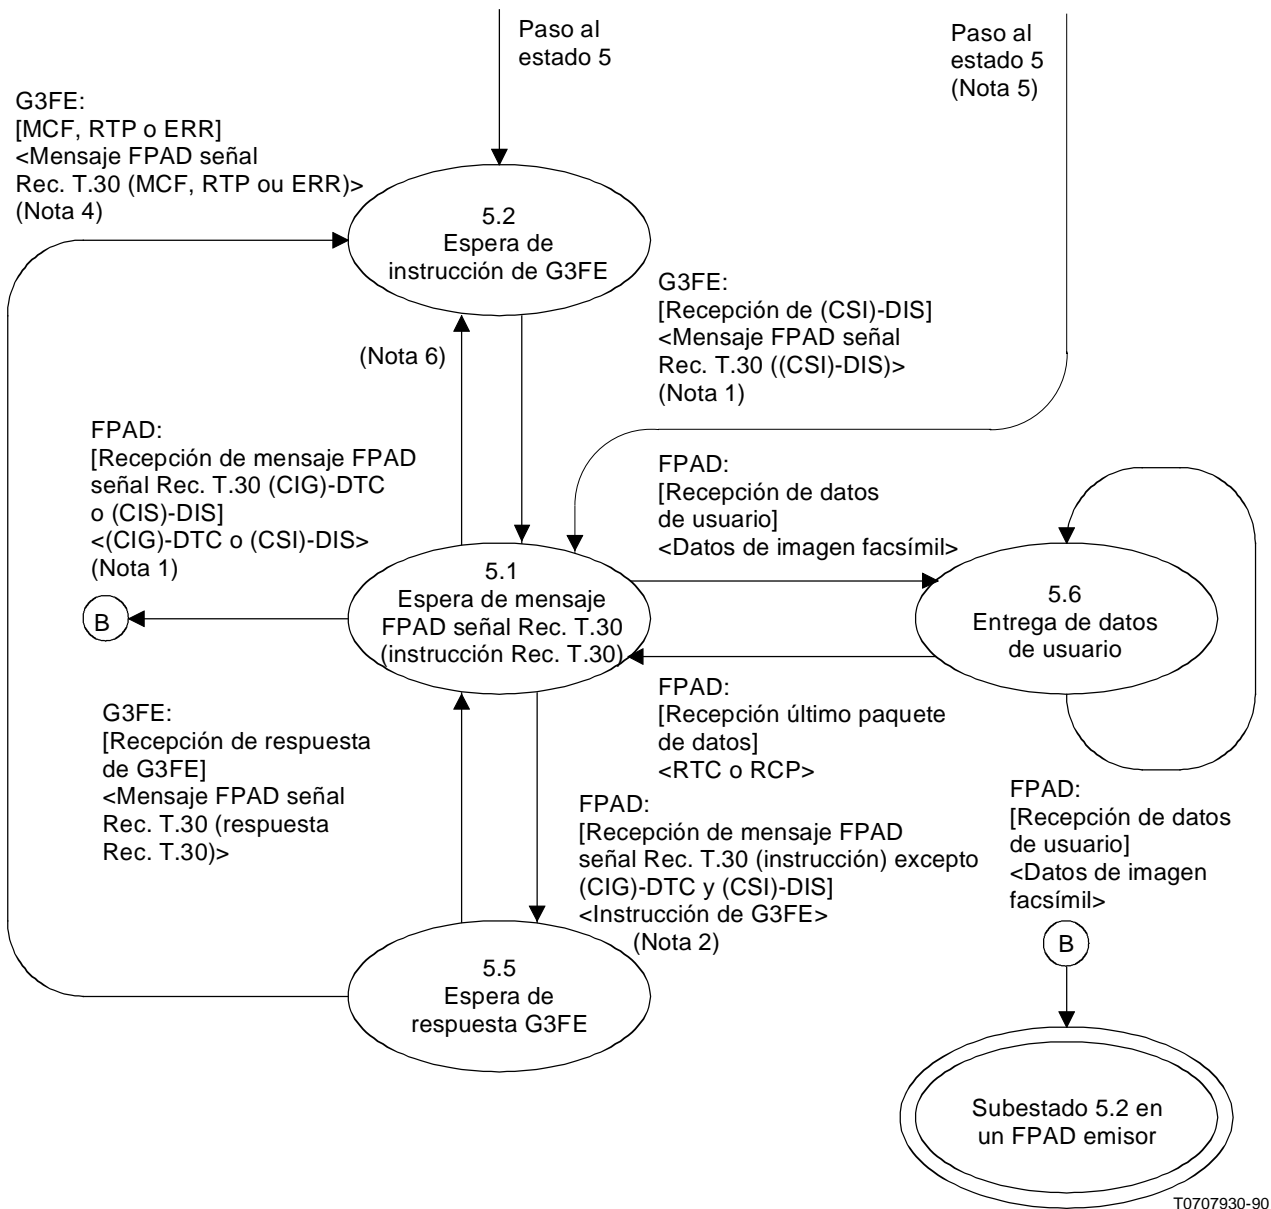 Paso al
estado 5
Paso al
estado 5
(Nota 5)
G3FE:
[MCF, RTP o ERR]
<Mensaje FPAD señal
Rec. T.30 (MCF, RTP ou ERR)>
(Nota 4)
5.2
Espera de
instrucción de G3FE
G3FE:
[Recepción de (CSI)-DIS]
<Mensaje FPAD señal
Rec. T.30 ((CSI)-DIS)>
(Nota 1)
(Nota 6)
FPAD:
[Recepción de mensaje FPAD
señal Rec. T.30 (CIG)-DTC
o (CIS)-DIS]
<(CIG)-DTC o (CSI)-DIS>
(Nota 1)
FPAD:
[Recepción de datos
de usuario]
<Datos de imagen facsímil>
B
5.1
Espera de mensaje
FPAD señal Rec. T.30
(instrucción Rec. T.30)
5.6
Entrega de datos
de usuario
FPAD:
[Recepción último paquete
de datos]
<RTC o RCP>
G3FE:
[Recepción de respuesta
de G3FE]
<Mensaje FPAD señal
Rec. T.30 (respuesta
Rec. T.30)>
FPAD:
[Recepción de mensaje FPAD
señal Rec. T.30 (instrucción) excepto
(CIG)-DTC y (CSI)-DIS]
<Instrucción de G3FE>
(Nota 2)
FPAD:
[Recepción de datos
de usuario]
<Datos de imagen
facsímil>
B
5.5
Espera de
respuesta G3FE
Subestado 5.2 en
un FPAD emisor
T0707930-90